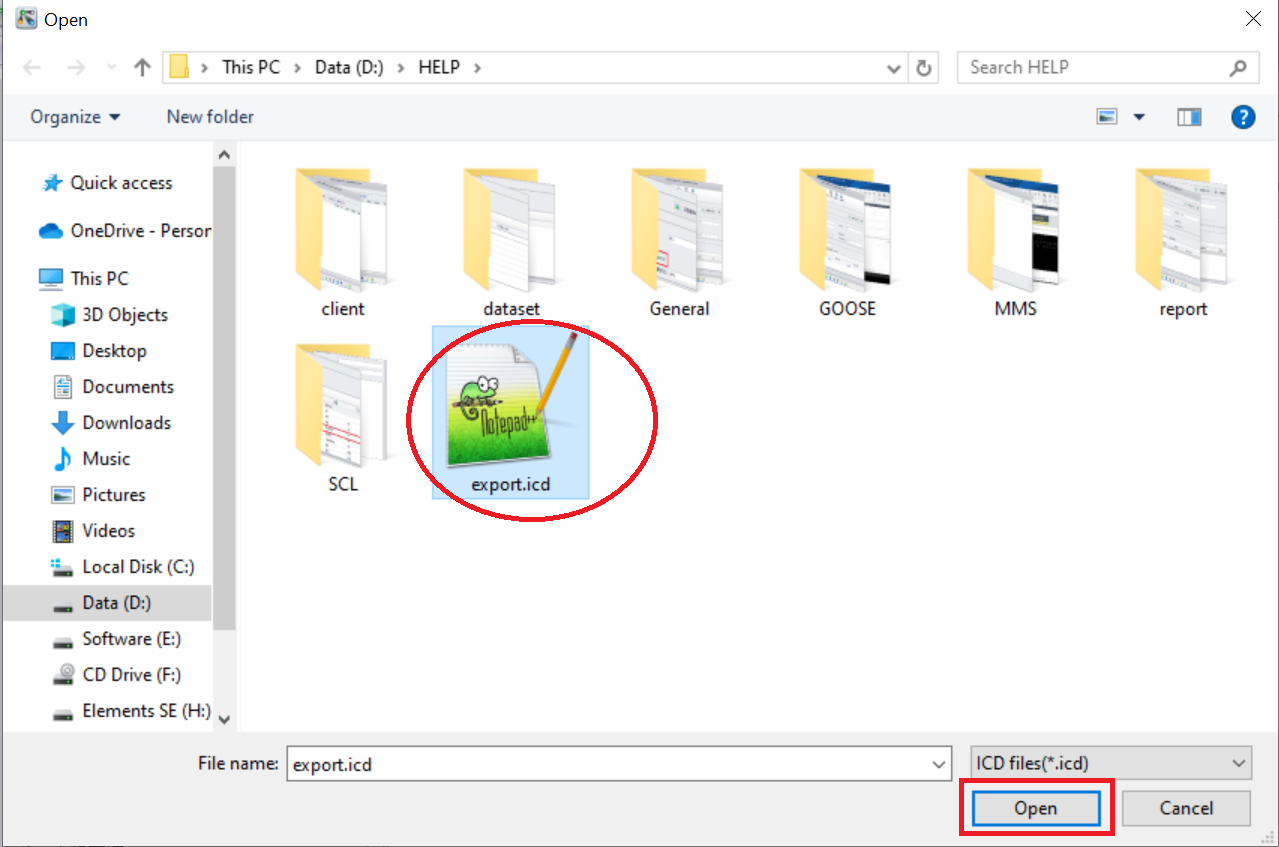 Open
This PC > Data (D:) > HELP >
Search HELP
Organize
New folder
?
Quick access
OneDrive - Person
This PC
3D Objects
Desktop
Documents
Downloads
Music
Pictures
Videos
Local Disk (C:)
Data (D:)
Software (E:)
CD Drive (F:)
Elements SE (H:)
client
dataset
General
GOOSE
MMS
report
SCL
Notepad++
export.icd
File name:
export.icd
ICD files(*.icd)
Open
Cancel